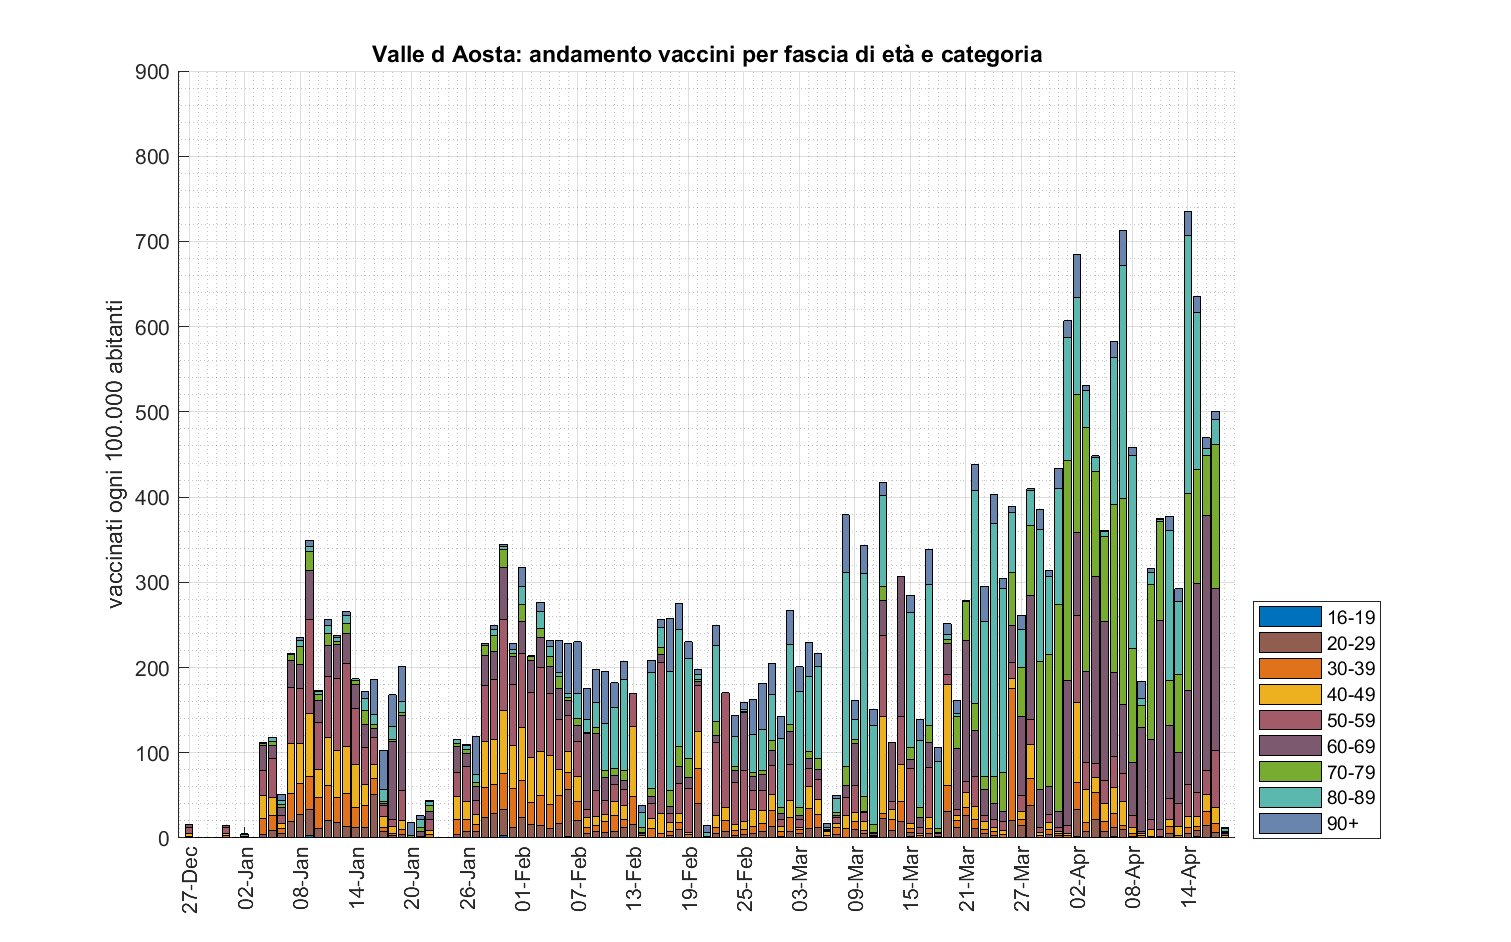 Valle d Aosta: andamento vaccini per fascia di età e categoria
vaccinati ogni 100.000 abitanti
900
800
700
600
500
400
300
200
100
0
27-Dec
02-Jan
08-Jan
14-Jan
20-Jan
26-Jan
01-Feb
07-Feb
13-Feb
19-Feb
25-Feb
03-Mar
09-Mar
15-Mar
21-Mar
27-Mar
02-Apr
08-Apr
14-Apr
16-19
20-29
30-39
40-49
50-59
60-69
70-79
80-89
90+